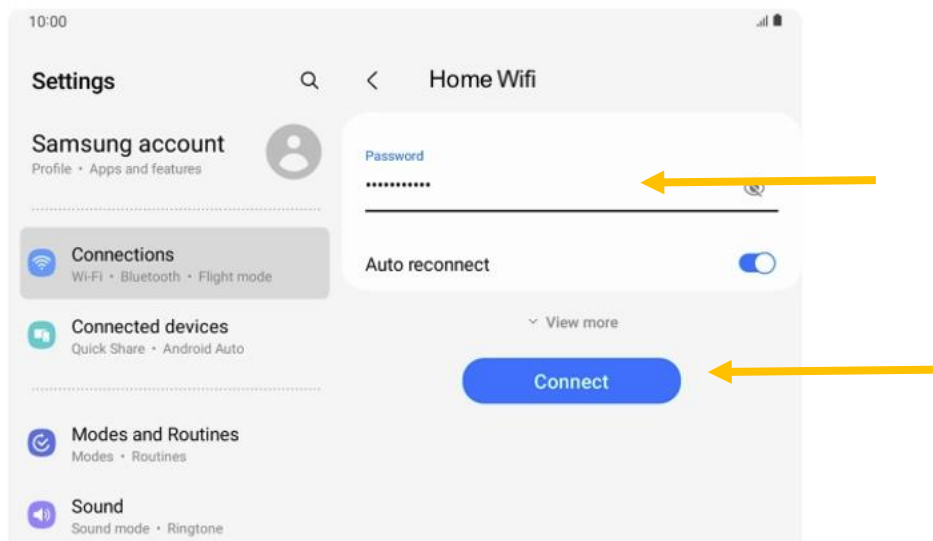 10:00
Settings
Samsung account
Profile • Apps and features
Connections
Wi-Fi • Bluetooth • Flight mode
Connected devices
Quick Share • Android Auto
Modes and Routines
Modes • Routines
Sound
Sound mode • Ringtone
Home Wifi
Password
•••••••••••
Auto reconnect
View more
Connect